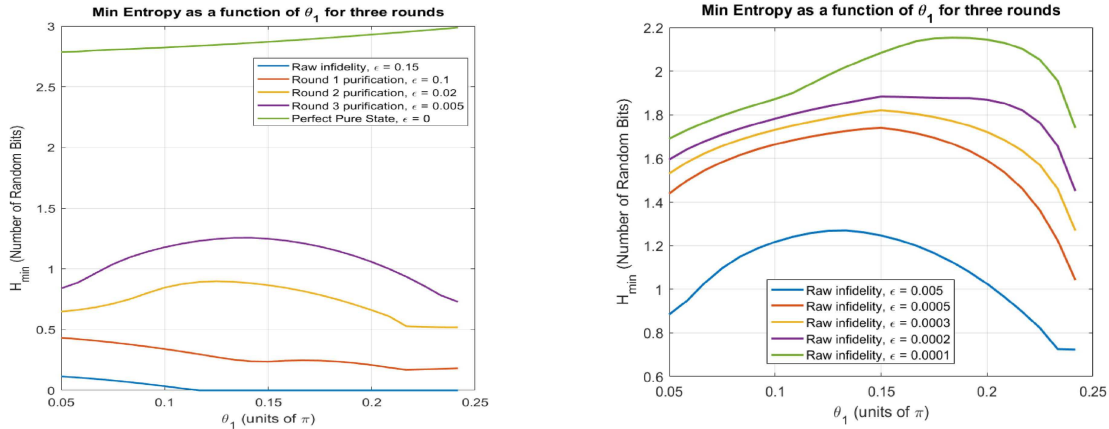 Min Entropy as a function of θ₁ for three rounds
3
2.5
2
1.5
1
0.5
0
H_min (Number of Random Bits)
Raw infidelity, ϵ = 0.15
Round 1 purification, ϵ = 0.1
Round 2 purification, ϵ = 0.02
Round 3 purification, ϵ = 0.005
Perfect Pure State, ϵ = 0
0.05 0.1 0.15 0.2 0.25
θ₁ (units of π)
Min Entropy as a function of θ₁ for three rounds
2.2
2
1.8
1.6
1.4
1.2
1
0.8
0.6
H_min (Number of Random Bits)
Raw infidelity, ϵ = 0.005
Raw infidelity, ϵ = 0.0005
Raw infidelity, ϵ = 0.0003
Raw infidelity, ϵ = 0.0002
Raw infidelity, ϵ = 0.0001
0.05 0.1 0.15 0.2 0.25
θ₁ (units of π)